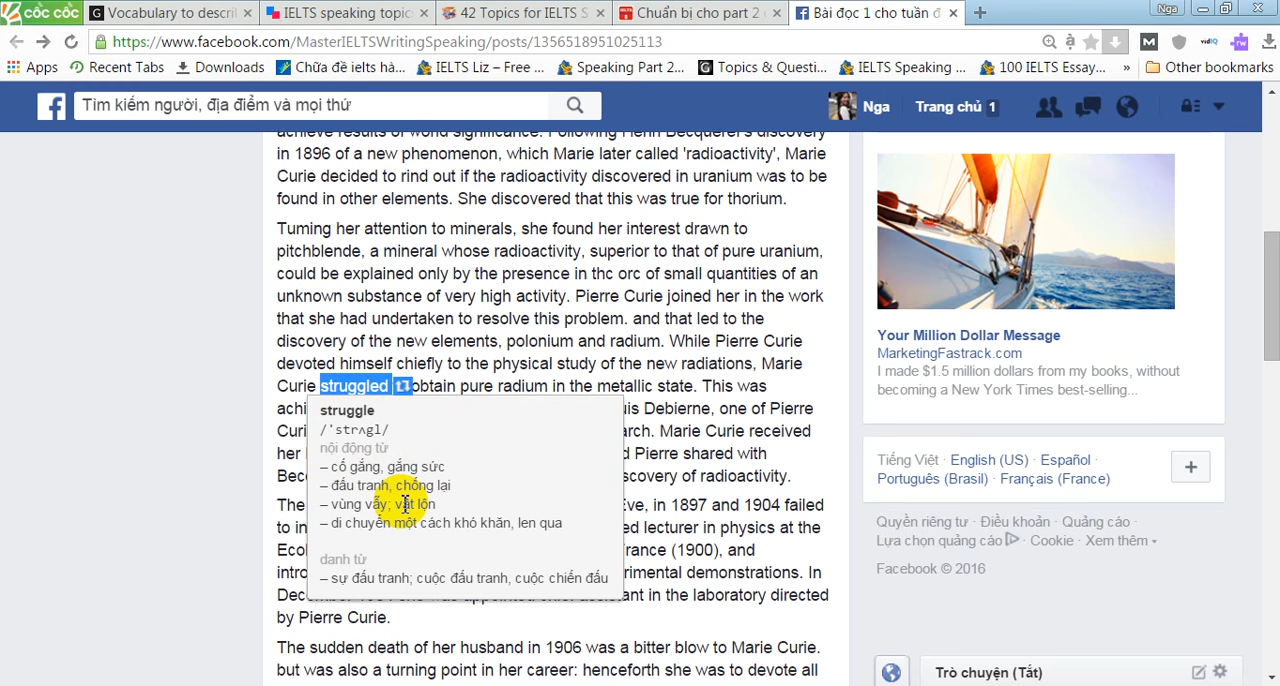 cốc cốc
Vocabulary to describ
IELTS speaking topic
42 Topics for IELTS S
Chuẩn bị cho part 2
Bài đọc 1 cho tuần đ
Nga
https://www.facebook.com/MasterIELTSWritingSpeaking/posts/1356518951025113
Apps
Recent Tabs
Downloads
Chữa đề ielts hà...
IELTS Liz – Free ...
Speaking Part 2...
Topics & Questi...
IELTS Speaking ...
100 IELTS Essay...
»
Other bookmarks
Tìm kiếm người, địa điểm và mọi thứ
Nga
Trang chủ 1
achieve results of world significance. Following Henri Becquerel's discovery
in 1896 of a new phenomenon, which Marie later called 'radioactivity', Marie
Curie decided to rind out if the radioactivity discovered in uranium was to be
found in other elements. She discovered that this was true for thorium.
Tuming her attention to minerals, she found her interest drawn to
pitchblende, a mineral whose radioactivity, superior to that of pure uranium,
could be explained only by the presence in thc orc of small quantities of an
unknown substance of very high activity. Pierre Curie joined her in the work
that she had undertaken to resolve this problem. and that led to the
discovery of the new elements, polonium and radium. While Pierre Curie
devoted himself chiefly to the physical study of the new radiations, Marie
Curie struggled obtain pure radium in the metallic state. This was
achi uis Debierne, one of Pierre
Curi arch. Marie Curie received
her d Pierre shared with
Becc scovery of radioactivity.
The Eve, in 1897 and 1904 failed
to in ed lecturer in physics at the
Ecol rance (1900), and
intro rimental demonstrations. In
by Pierre Curie.
The sudden death of her husband in 1906 was a bitter blow to Marie Curie.
but was also a turning point in her career: henceforth she was to devote all
struggle
/'strʌgl/
nội động từ
– cố gắng, gắng sức
– đấu tranh, chống lại
– vùng vẫy; vật lộn
– di chuyển một cách khó khăn, len qua
danh từ
– sự đấu tranh; cuộc đấu tranh, cuộc chiến đấu
Your Million Dollar Message
MarketingFastrack.com
I made $1.5 million dollars from my books, without
becoming a New York Times best-selling...
Tiếng Việt · English (US) · Español ·
Português (Brasil) · Français (France)
Quyền riêng tư · Điều khoản · Quảng cáo ·
Lựa chọn quảng cáo · Cookie · Xem thêm
Facebook © 2016
Trò chuyện (Tắt)